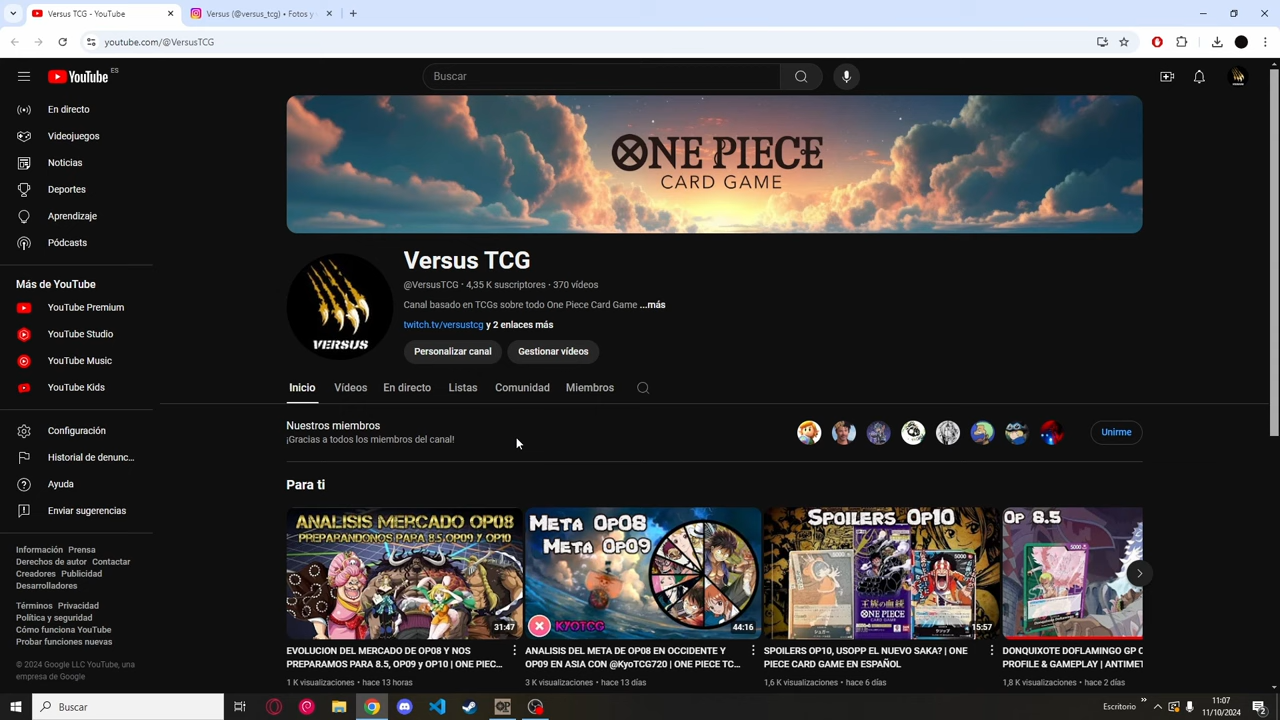 Versus TCG - YouTube
Versus (@versus_tcg) • Fotos y
youtube.com/@VersusTCG
YouTube ES
Buscar
En directo
Videojuegos
Noticias
Deportes
Aprendizaje
Pódcasts
Más de YouTube
YouTube Premium
YouTube Studio
YouTube Music
YouTube Kids
Configuración
Historial de denunc...
Ayuda
Enviar sugerencias
Información Prensa
Derechos de autor Contactar
Creadores Publicidad
Desarrolladores
Términos Privacidad
Política y seguridad
Cómo funciona YouTube
Probar funciones nuevas
© 2024 Google LLC YouTube, una
empresa de Google
ONE PIECE
CARD GAME
VERSUS
Versus TCG
@VersusTCG · 4,35 K suscriptores · 370 vídeos
Canal basado en TCGs sobre todo One Piece Card Game ...más
twitch.tv/versustcg y 2 enlaces más
Personalizar canal
Gestionar vídeos
Inicio
Vídeos
En directo
Listas
Comunidad
Miembros
Nuestros miembros
¡Gracias a todos los miembros del canal!
Unirme
Para ti
ANALISIS MERCADO OP08
PREPARANDONOS PARA 8.5, OP09 Y OP10
31:47
EVOLUCION DEL MERCADO DE OP08 Y NOS
PREPARAMOS PARA 8.5, OP09 y OP10 | ONE PIEC...
1 K visualizaciones · hace 13 horas
META OP08
META OP09
KYOTCG
44:16
ANALISIS DEL META DE OP08 EN OCCIDENTE Y
OP09 EN ASIA CON @KyoTCG720 | ONE PIECE TC...
3 K visualizaciones · hace 13 días
SPOILERS OP10
5000
ONE PIECE
5000
15:57
SPOILERS OP10, USOPP EL NUEVO SAKA? | ONE
PIECE CARD GAME EN ESPAÑOL
1,6 K visualizaciones · hace 6 días
OP 8.5
5000
DONQUIXOTE DOFLAMINGO GP C
PROFILE & GAMEPLAY | ANTIMET
1,8 K visualizaciones · hace 2 días
Buscar
Escritorio
11:07
11/10/2024
2